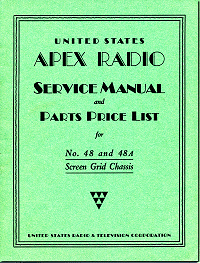 UNITED STATES
APEX RADIO
SERVICE MANUAL
and
PARTS PRICE LIST
for
No. 48 and 48A
Screen Grid Chassis
UNITED STATES RADIO & TELEVISION CORPORATION